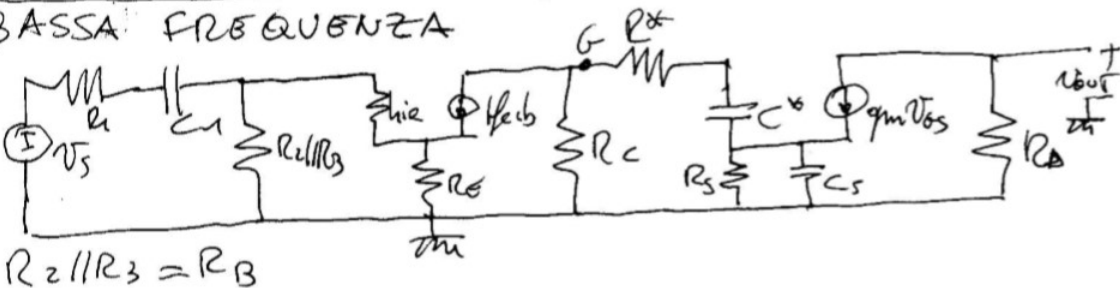 BASSA FREQUENZA
G R*
R1 C1 hie hfeib C* gmVGS Vout +
Vs R2//R3 RC RD
RE RS CS
R2//R3 = RB